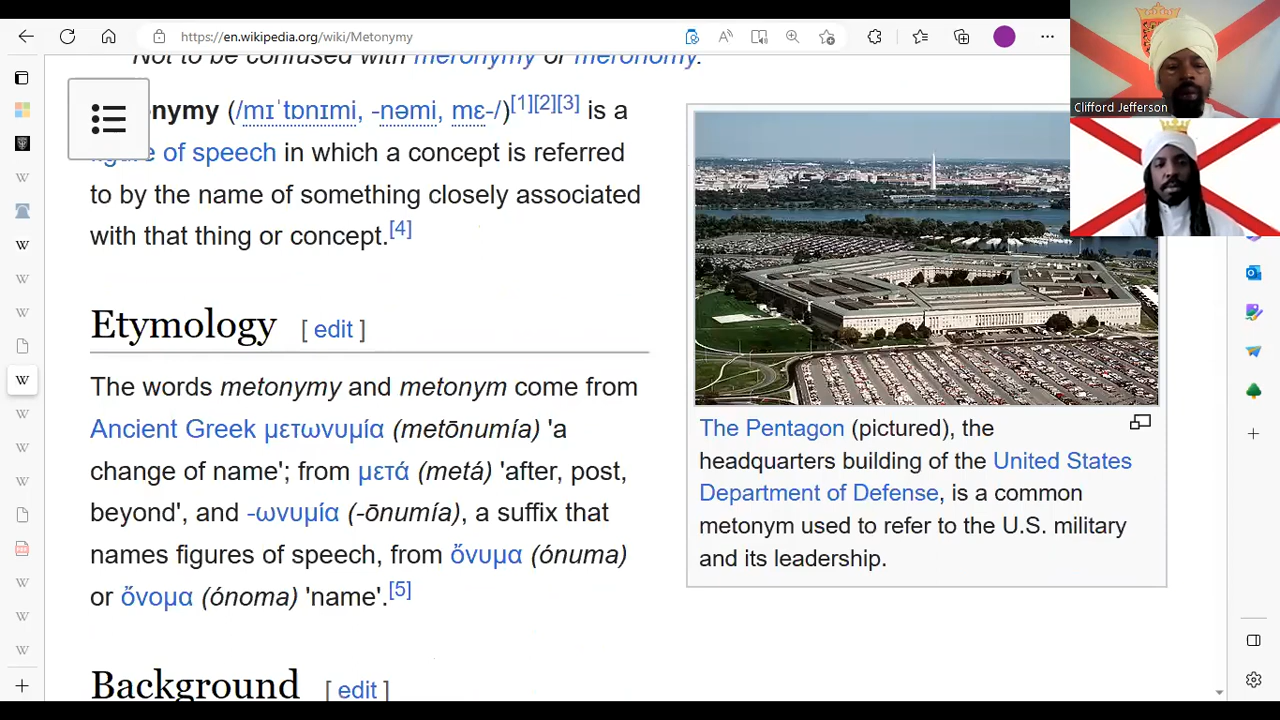 https://en.wikipedia.org/wiki/Metonymy
Not to be confused with meronymy or meronomy.
onymy (/mɪˈtɒnɪmi, -nəmi, mɛ-/)[1][2][3] is a
figure of speech in which a concept is referred
to by the name of something closely associated
with that thing or concept.[4]
Etymology [ edit ]
The words metonymy and metonym come from
Ancient Greek μετωνυμία (metōnumía) 'a
change of name'; from μετά (metá) 'after, post,
beyond', and -ωνυμία (-ōnumía), a suffix that
names figures of speech, from ὄνυμα (ónuma)
or ὄνομα (ónoma) 'name'.[5]
Background [ edit ]
The Pentagon (pictured), the
headquarters building of the United States
Department of Defense, is a common
metonym used to refer to the U.S. military
and its leadership.
Clifford Jefferson